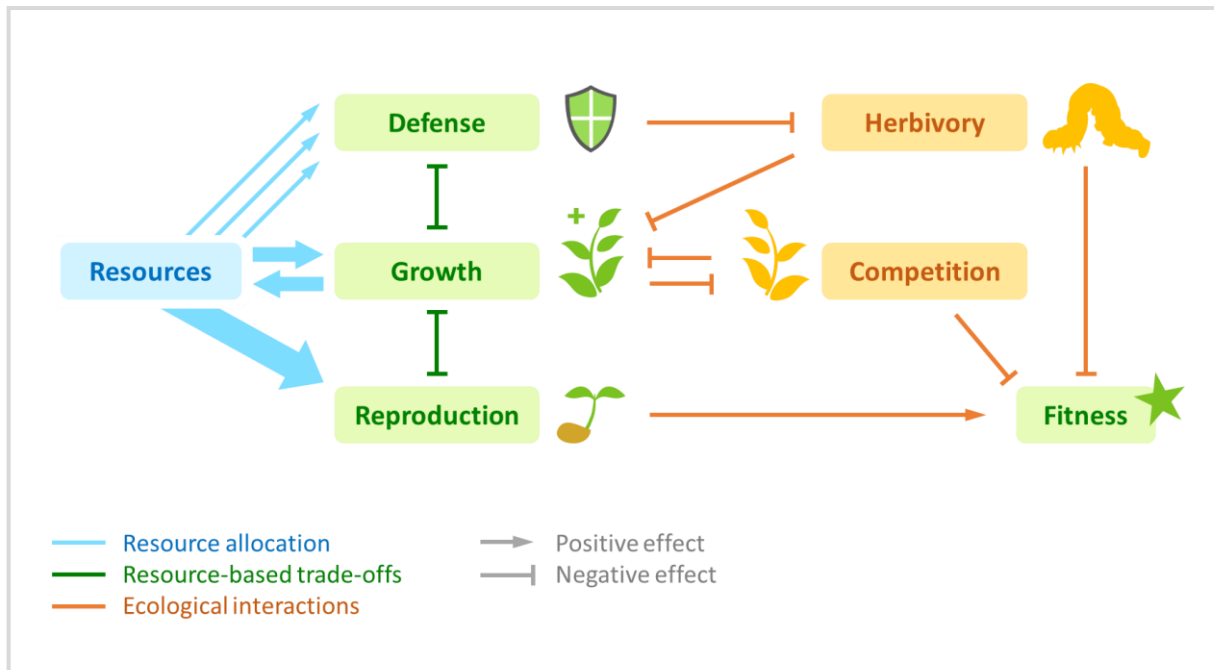 Defense
Herbivory
Resources
Growth
Competition
Reproduction
Fitness
Resource allocation
Positive effect
Resource-based trade-offs
Negative effect
Ecological interactions